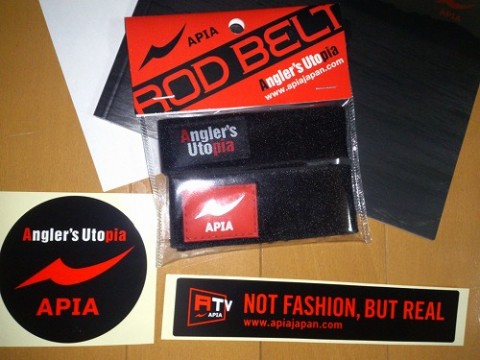 APIA
ROD BELT
Angler's Utopia
www.apiajapan.com
Angler's
Utopia
APIA
Angler's Utopia
APIA
ATV
APIA
NOT FASHION, BUT REAL
www.apiajapan.com